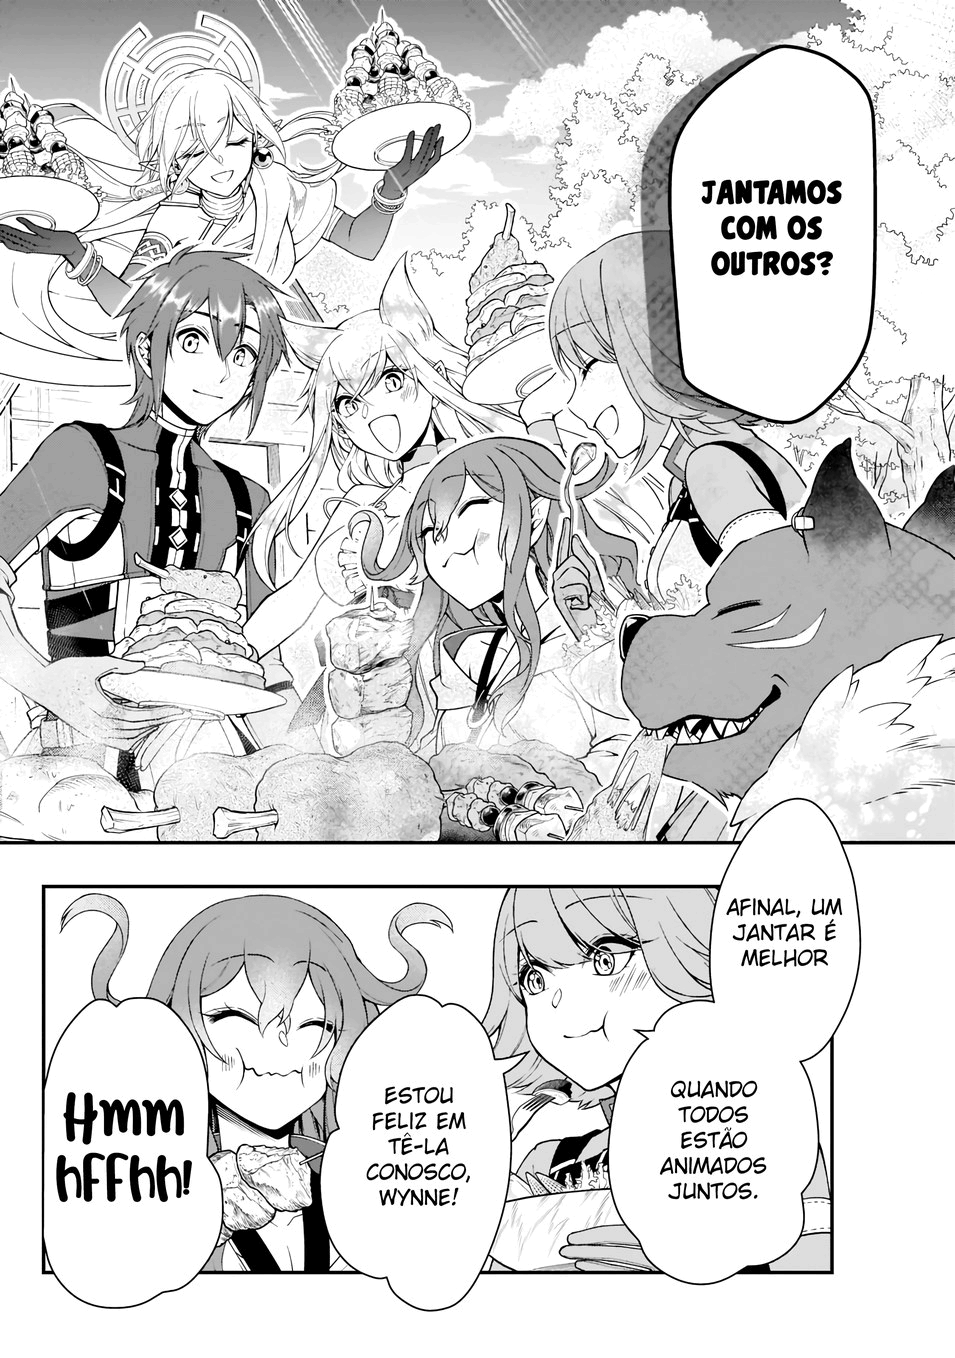 JANTAMOS
COM OS
OUTROS?
AFINAL, UM
JANTAR É
MELHOR
QUANDO
TODOS
ESTÃO
ANIMADOS
JUNTOS.
ESTOU
FELIZ EM
TÊ-LA
CONOSCO,
WYNNE!
Hmm
hffhh!